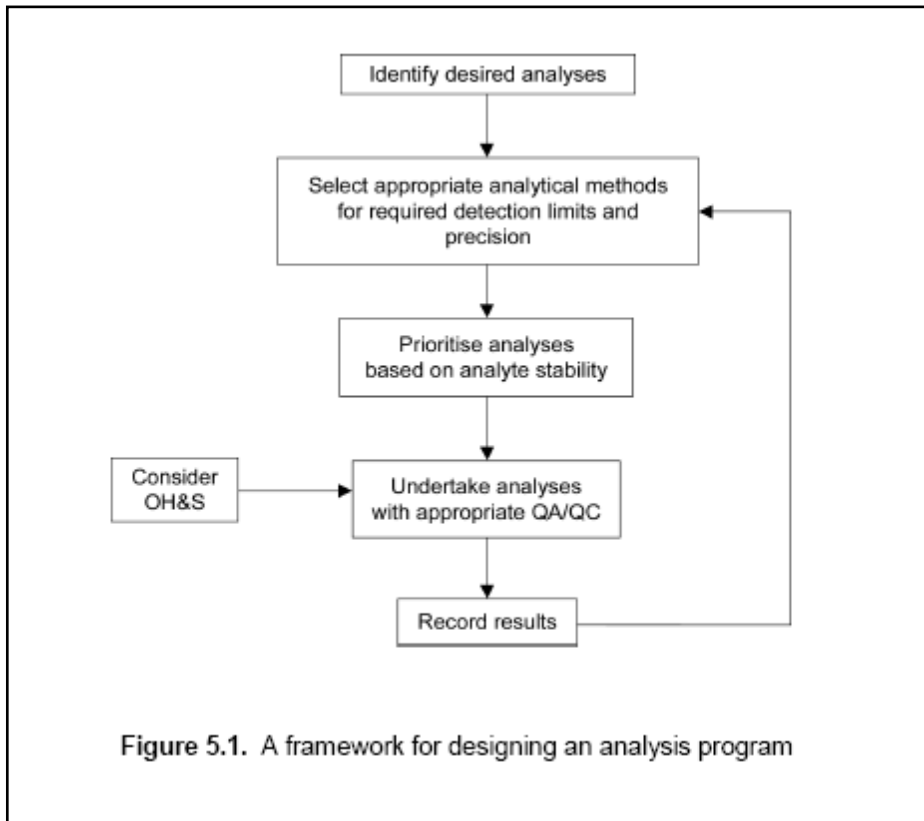 Identify desired analyses
Select appropriate analytical methods
for required detection limits and
precision
Prioritise analyses
based on analyte stability
Consider
OH&S
Undertake analyses
with appropriate QA/QC
Record results
Figure 5.1. A framework for designing an analysis program